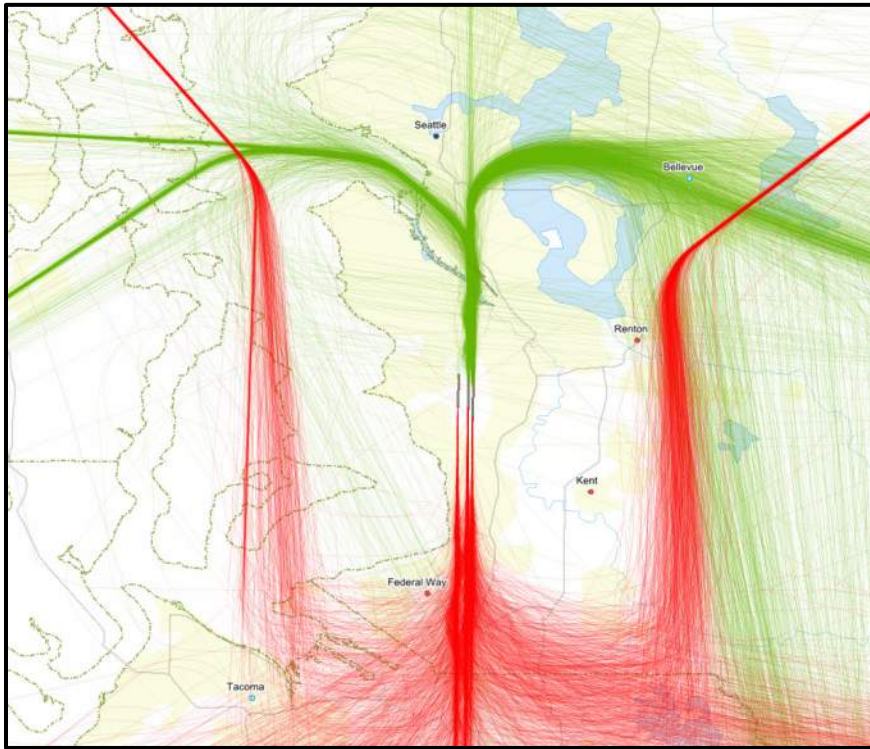 Seattle
Bellevue
Renton
Kent
Federal Way
Tacoma